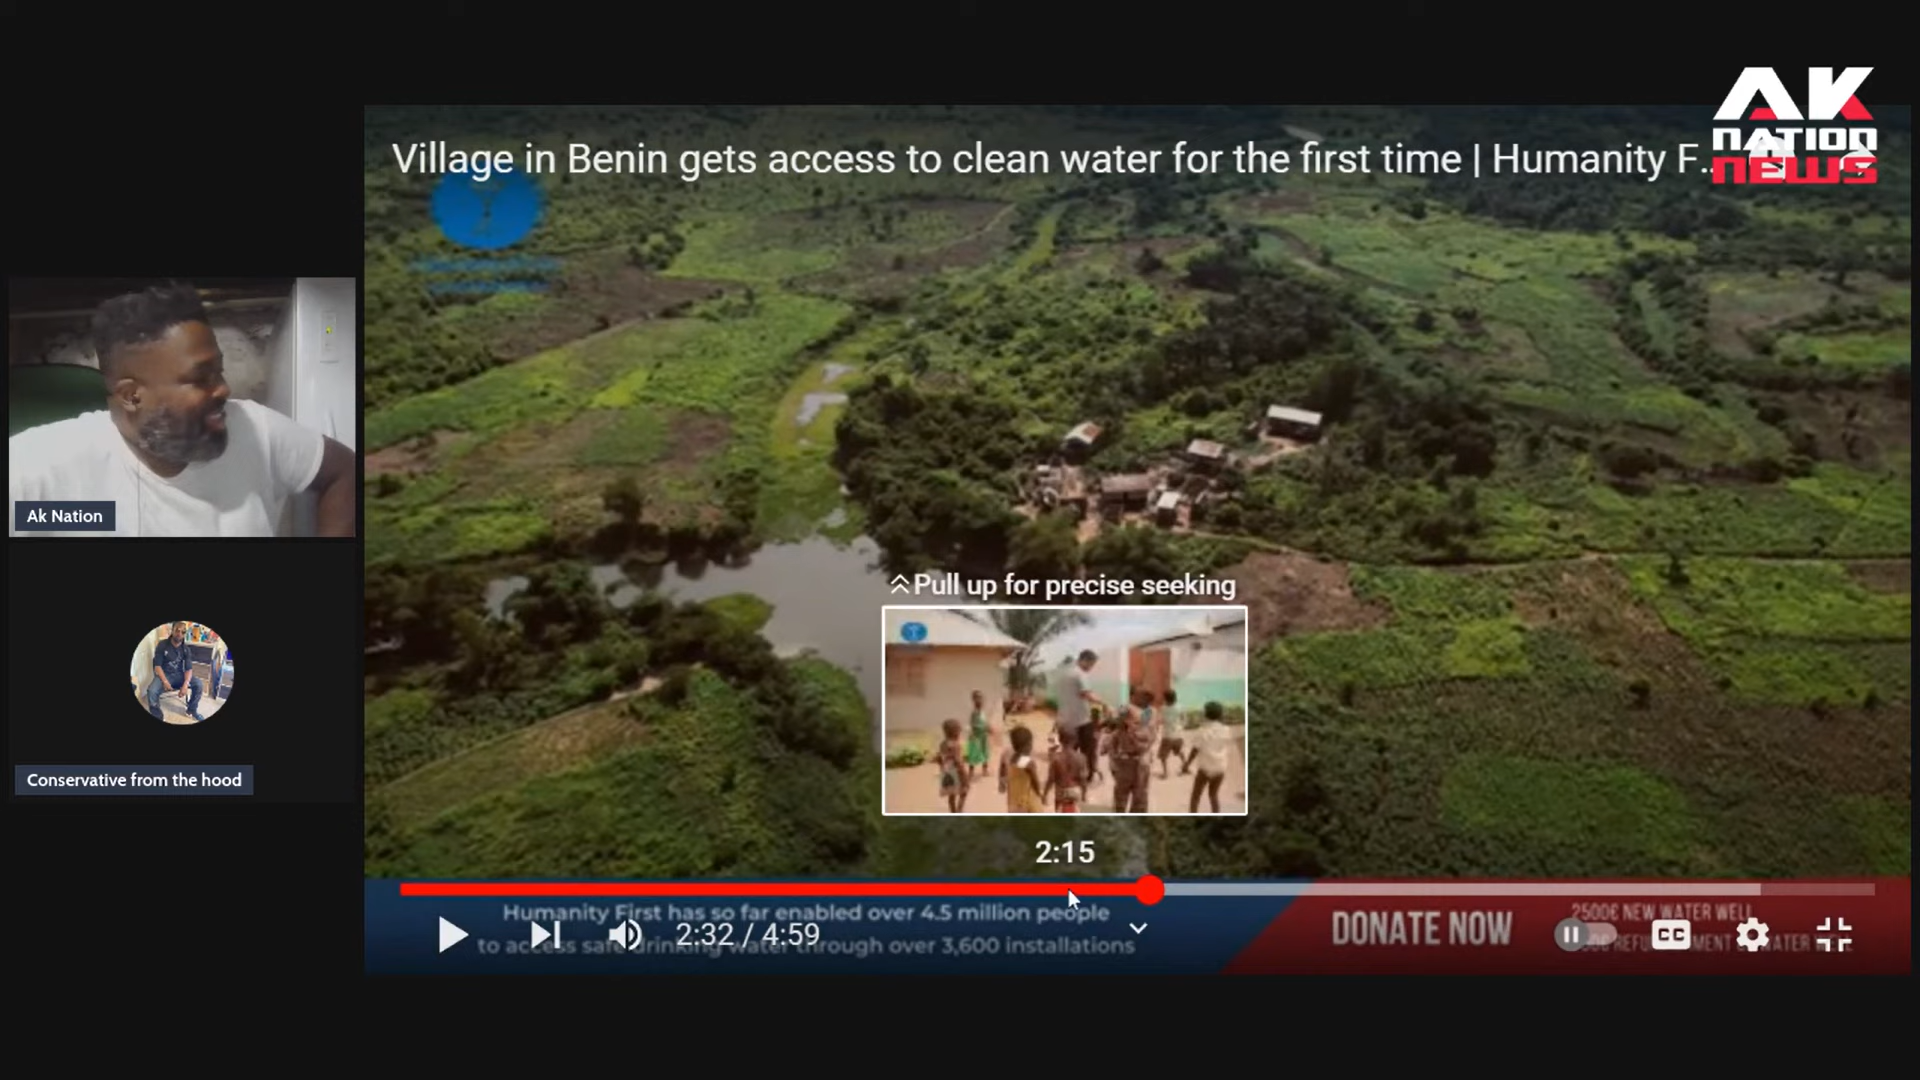 AK
NATION
NEWS
Village in Benin gets access to clean water for the first time | Humanity F...
Ak Nation
Conservative from the hood
Pull up for precise seeking
2:15
Humanity First has so far enabled over 4.5 million people
to access safe drinking water through over 3,600 installations
2:32 / 4:59
DONATE NOW
2500€ NEW WATER WELL
CC
WATER WELL